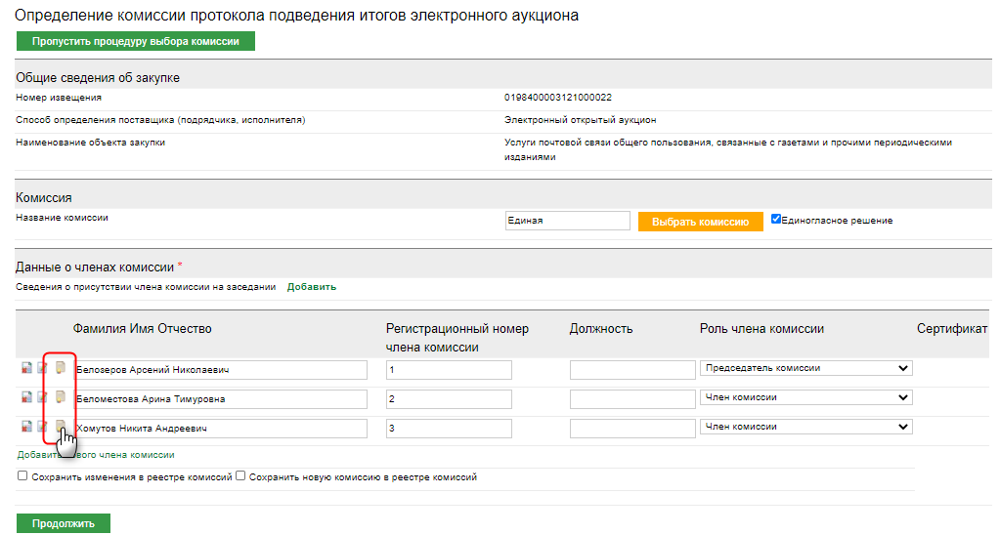 Определение комиссии протокола подведения итогов электронного аукциона
Пропустить процедуру выбора комиссии
Общие сведения об закупке
Номер извещения 0198400003121000022
Способ определения поставщика (подрядчика, исполнителя) Электронный открытый аукцион
Наименование объекта закупки Услуги почтовой связи общего пользования, связанные с газетами и прочими периодическими
изданиями
Комиссия
Название комиссии Единая Выбрать комиссию Единогласное решение
Данные о членах комиссии *
Сведения о присутствии члена комиссии на заседании Добавить
Фамилия Имя Отчество Регистрационный номер Должность Роль члена комиссии Сертификат
члена комиссии
Белозеров Арсений Николаевич 1 Председатель комиссии
Беломестова Арина Тимуровна 2 Член комиссии
Хомутов Никита Андреевич 3 Член комиссии
Добавить вого члена комиссии
Сохранить изменения в реестре комиссий Сохранить новую комиссию в реестре комиссий
Продолжить